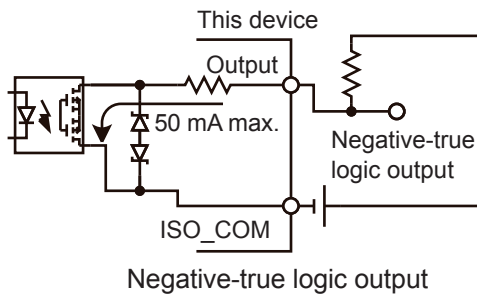 This device
Output
50 mA max.
Negative-true
logic output
ISO_COM
Negative-true logic output